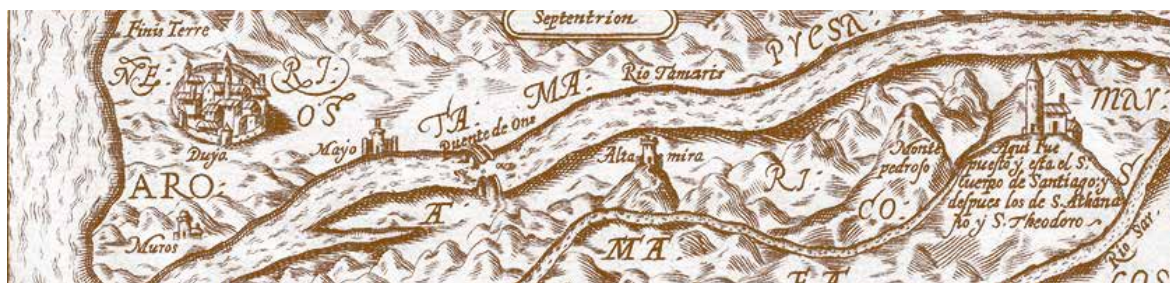 Septentrion
Finis Terre
NE·RI·
OS
Duya
Mayo
TA·MA·
Puente de one
Rio Tamaris
PVESA
Alta mira
Monte
pedroso
Aqui Fue
puesto y esta el S.
cuerpo de Santiago: y
despues los de S. Athana
sio y S. Theodoro
mar·
S
ARO·
Muros
A·
MA
RI·
CO·
Rio Sar·
COS